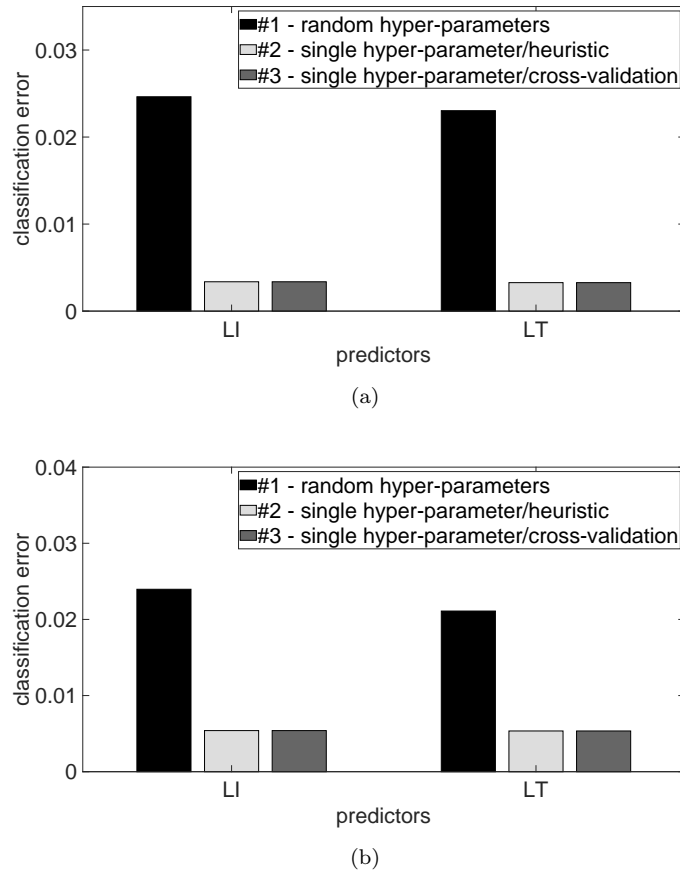 #1 - random hyper-parameters
#2 - single hyper-parameter/heuristic
#3 - single hyper-parameter/cross-validation
0.03
0.02
0.01
0
classification error
LI
LT
predictors
(a)
#1 - random hyper-parameters
#2 - single hyper-parameter/heuristic
#3 - single hyper-parameter/cross-validation
0.04
0.03
0.02
0.01
0
classification error
LI
LT
predictors
(b)